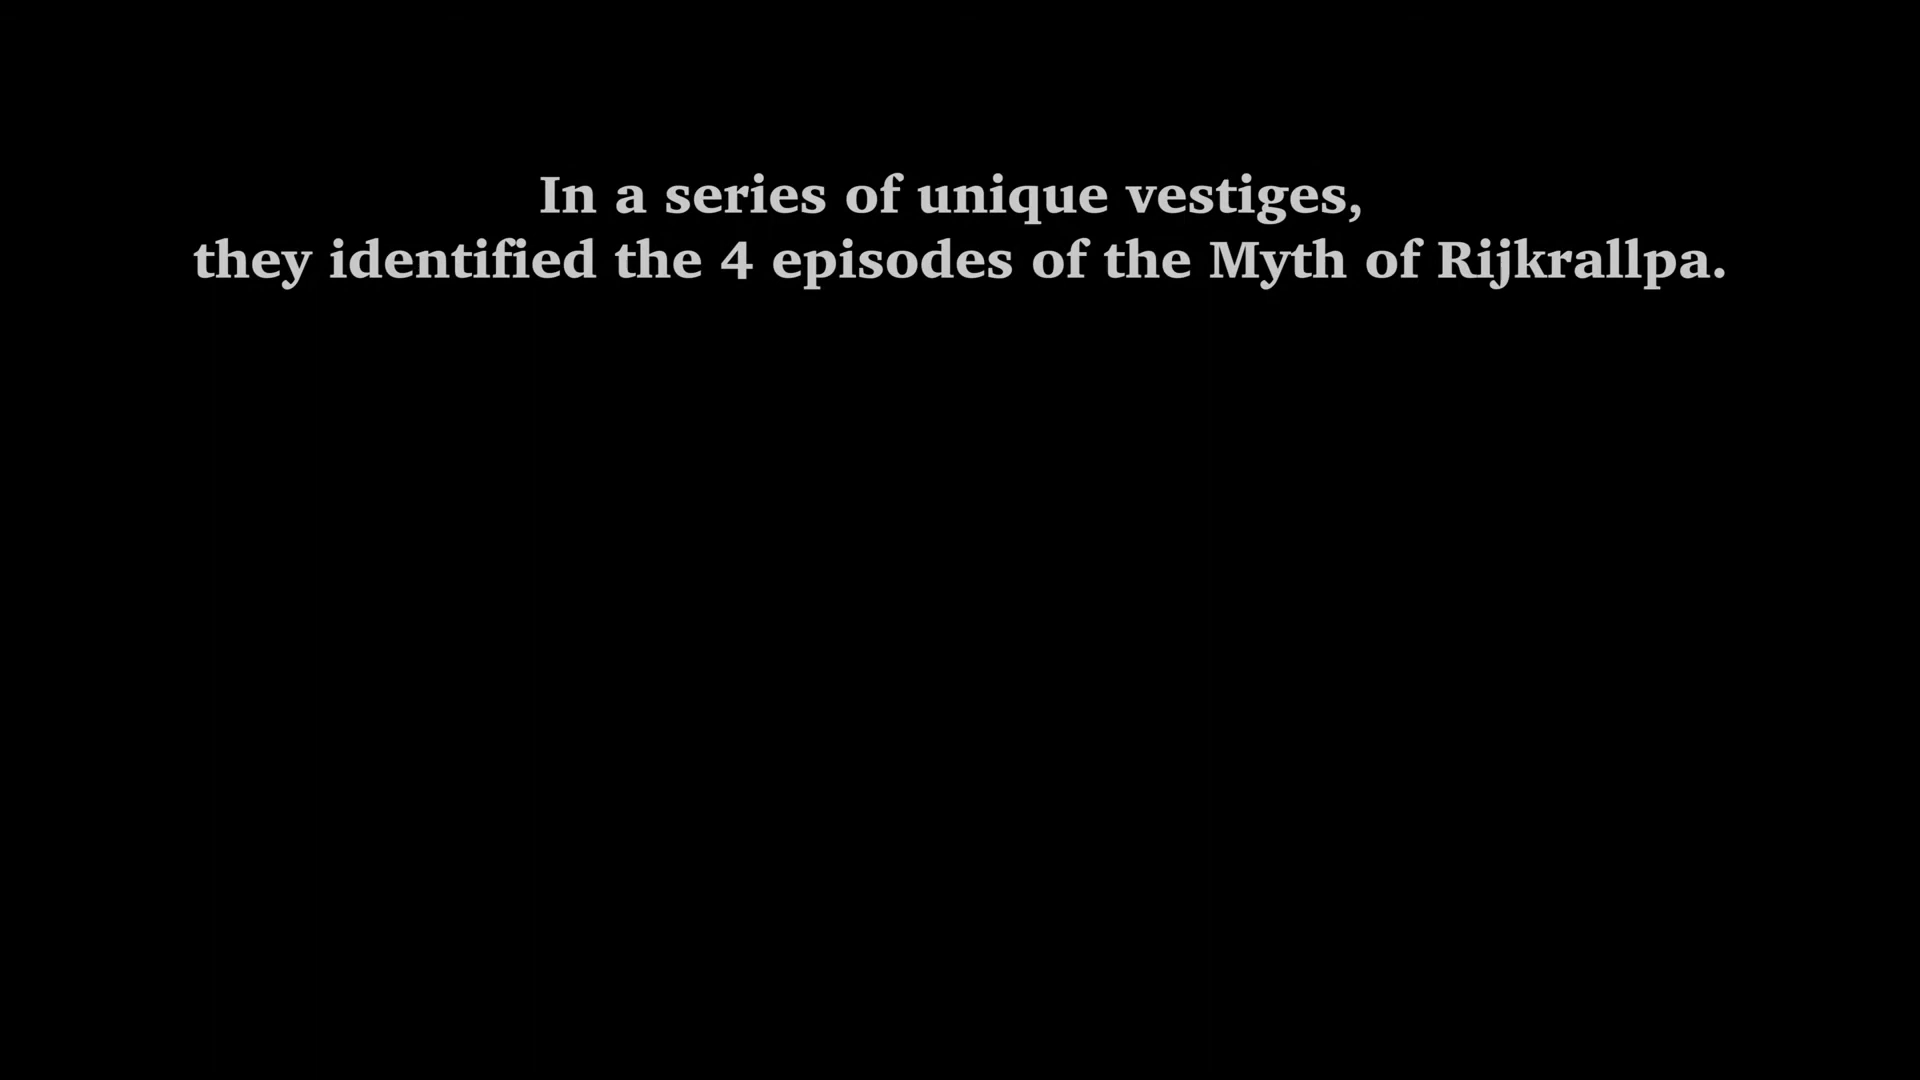 In a series of unique vestiges,
they identified the 4 episodes of the Myth of Rijkrallpa.